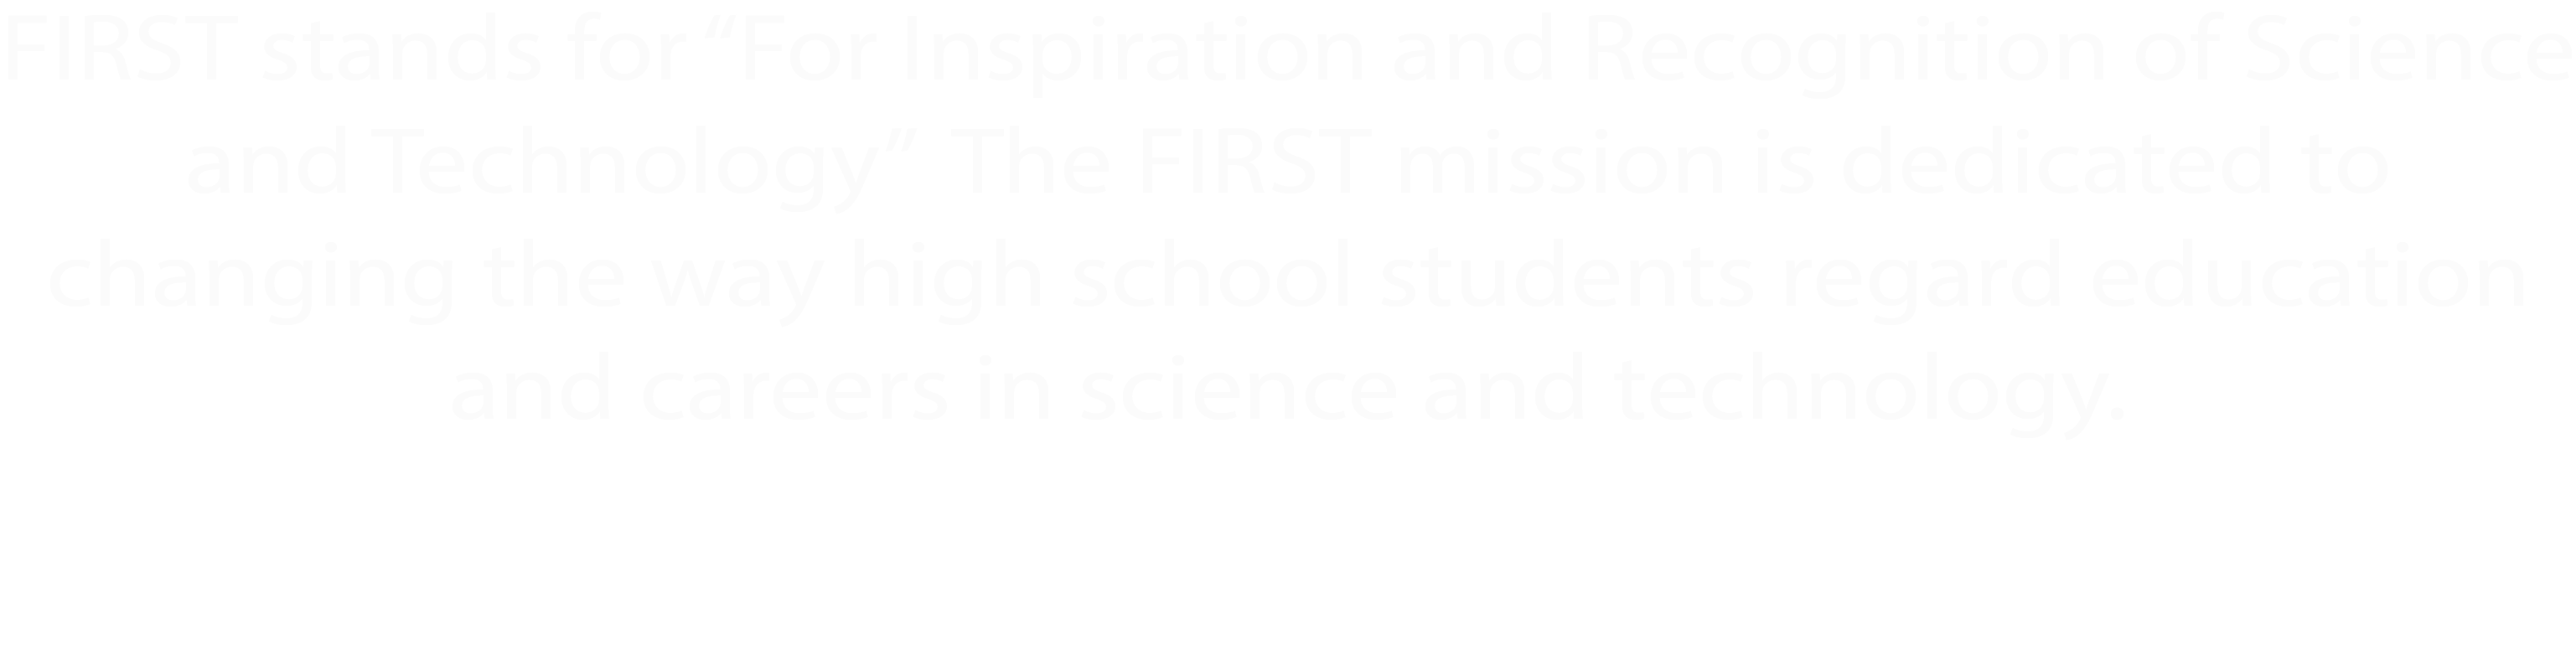 FIRST stands for “For Inspiration and Recognition of Science
and Technology” The FIRST mission is dedicated to
changing the way high school students regard education
and careers in science and technology.